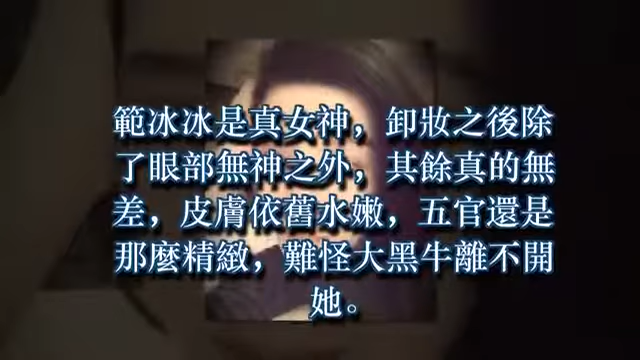 範冰冰是真女神，卸妝之後除
了眼部無神之外，其餘真的無
差，皮膚依舊水嫩，五官還是
那麼精緻，難怪大黑牛離不開
她。